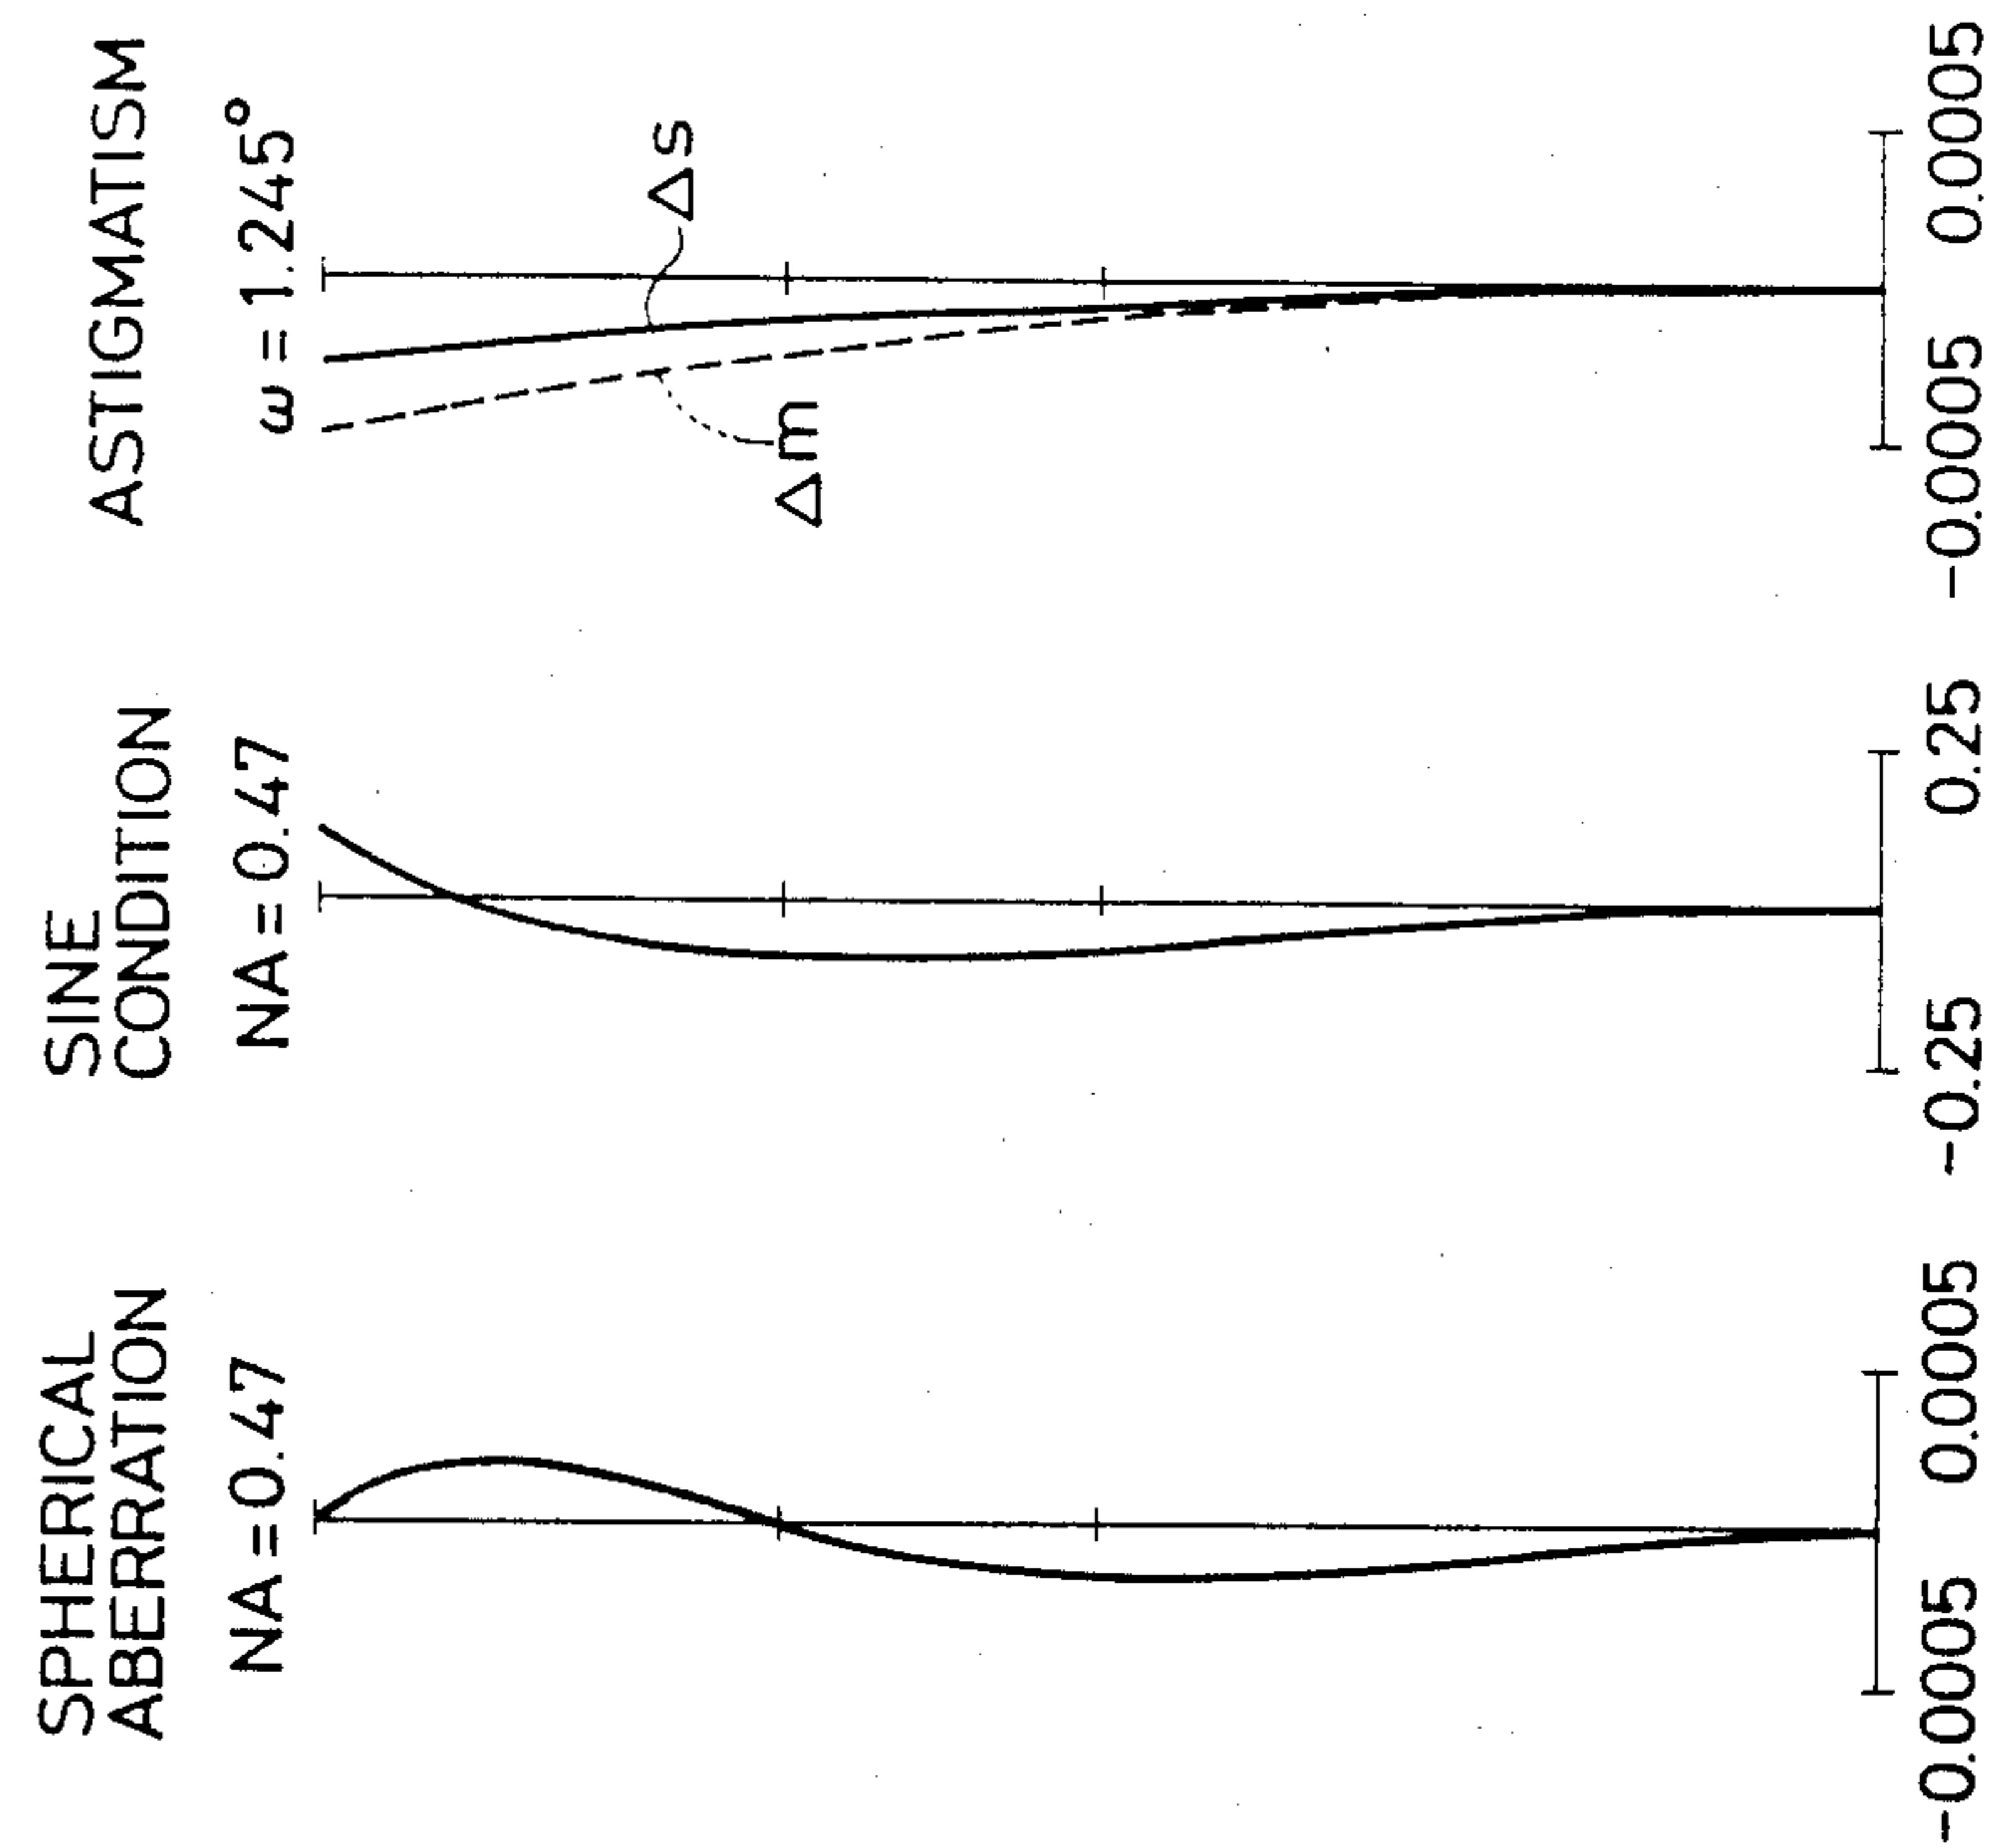 SPHERICAL
ABERRATION
NA = 0.47
-0.0005 0.0005
SINE
CONDITION
NA = 0.47
-0.25 0.25
ASTIGMATISM
ω = 1.245°
Δs
Δm
-0.0005 0.0005